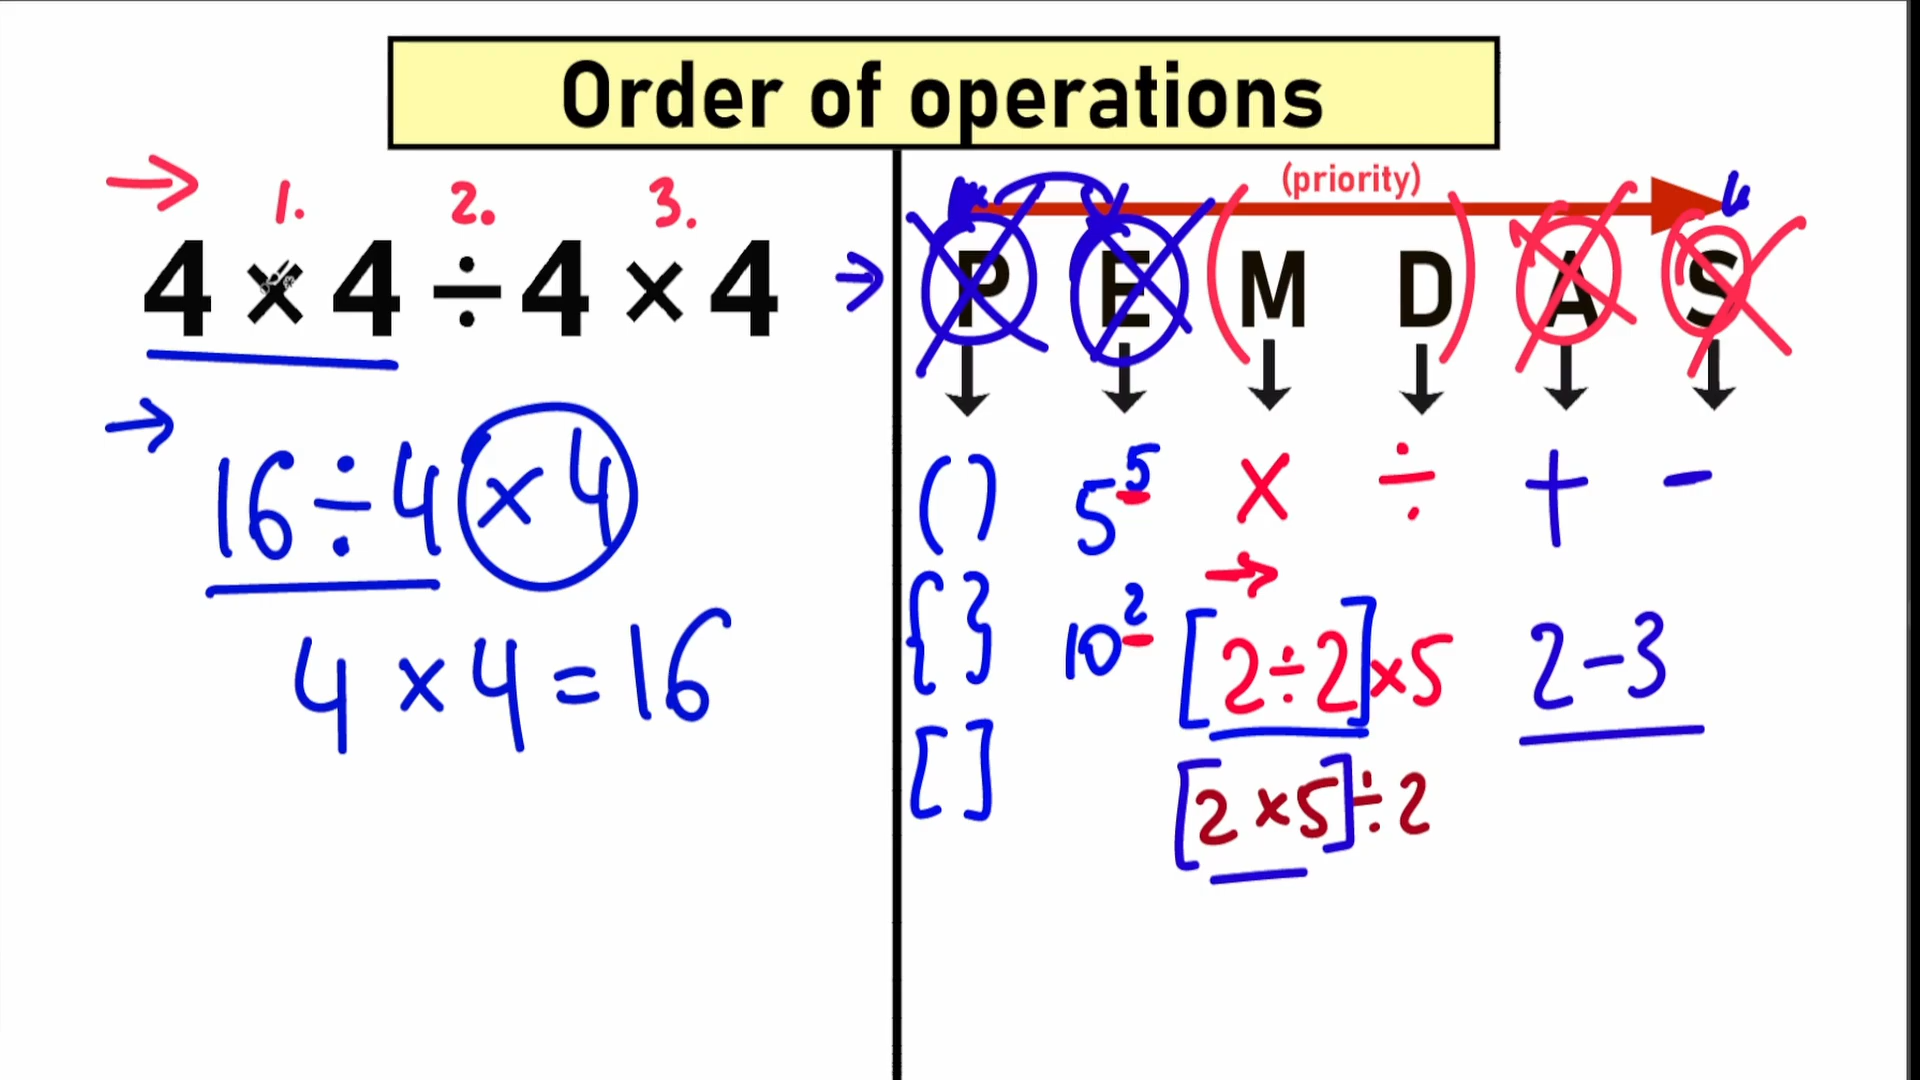 Order of operations
1. 2. 3.
4 × 4 ÷ 4 × 4
16 ÷ 4 × 4
4 × 4 = 16
(priority)
P E M D A S
( ) 5⁵ × ÷ + -
{ } 10² [2÷2]×5 2-3
[ ] [2×5]÷2